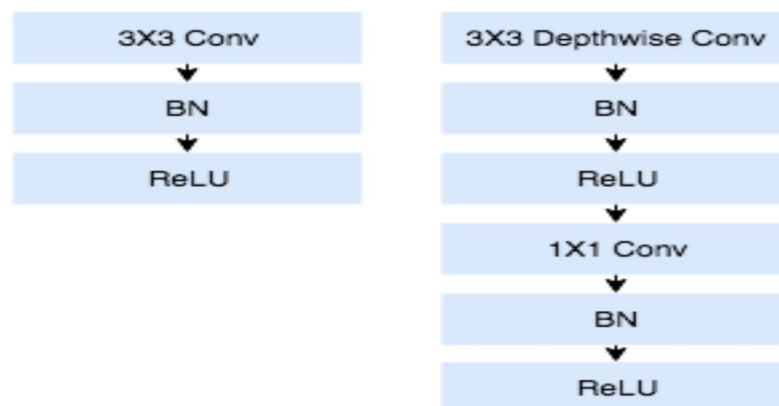 3X3 Conv
BN
ReLU
3X3 Depthwise Conv
BN
ReLU
1X1 Conv
BN
ReLU